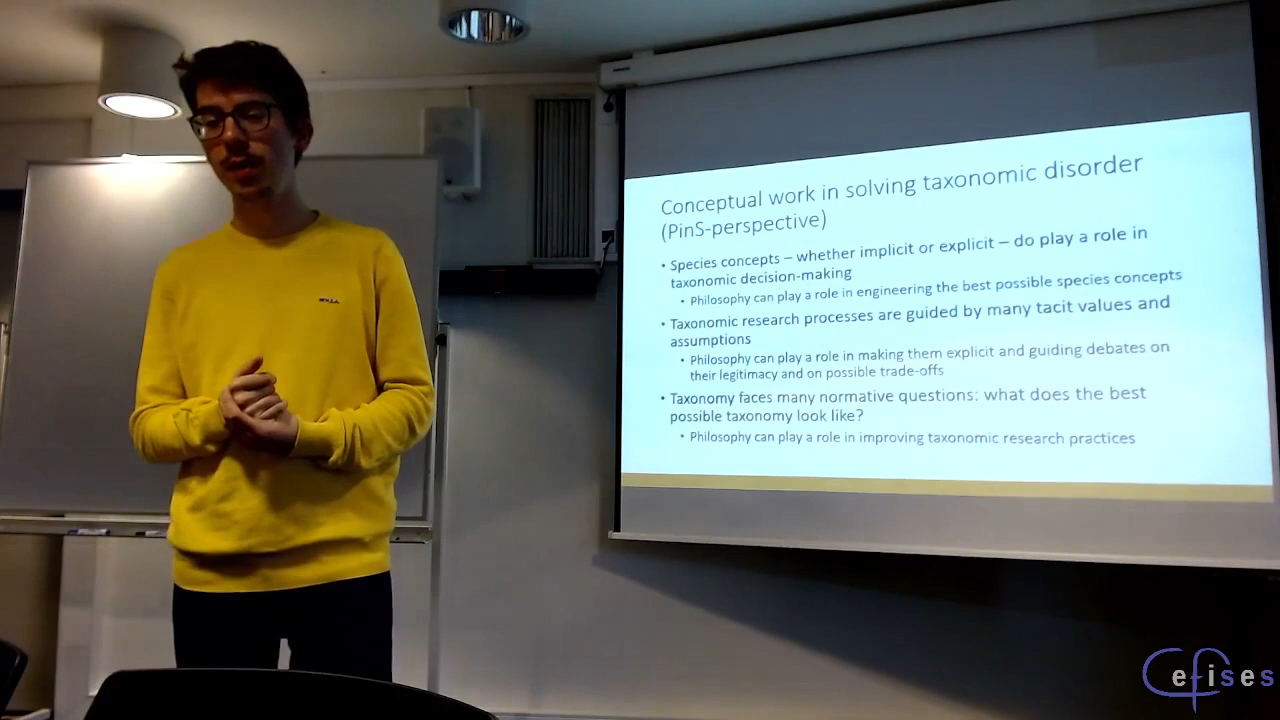 Conceptual work in solving taxonomic disorder
(PinS-perspective)
• Species concepts – whether implicit or explicit – do play a role in
taxonomic decision-making
• Philosophy can play a role in engineering the best possible species concepts
• Taxonomic research processes are guided by many tacit values and
assumptions
• Philosophy can play a role in making them explicit and guiding debates on
their legitimacy and on possible trade-offs
• Taxonomy faces many normative questions: what does the best
possible taxonomy look like?
• Philosophy can play a role in improving taxonomic research practices
Cefises